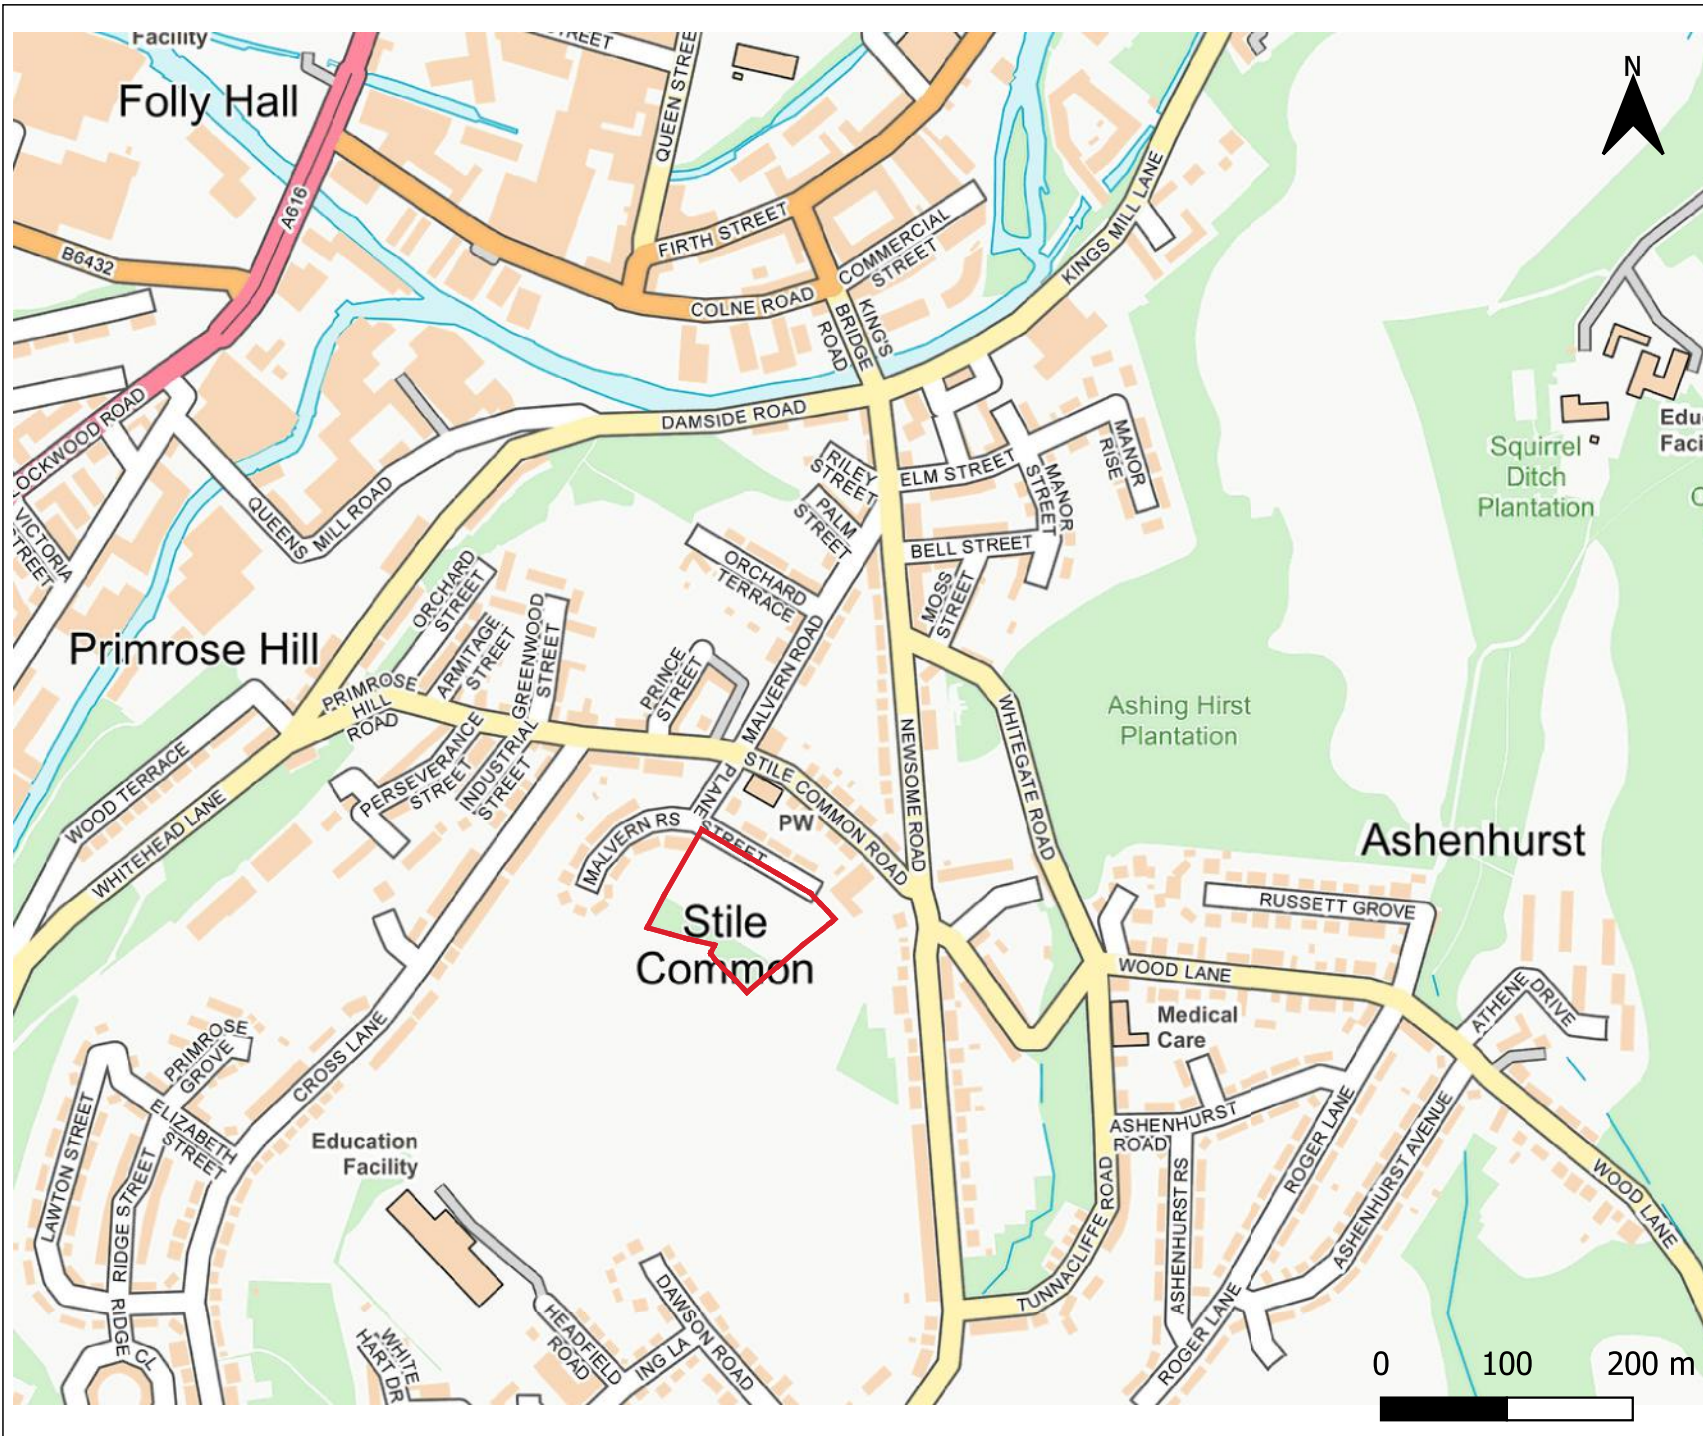 Facility
STREET
QUEEN STREE
N
Folly Hall
A616
B6432
FIRTH STREET
COMMERCIAL
STREET
KINGS MILL LANE
COLNE ROAD
KING'S
BRIDGE
ROAD
LOCKWOOD ROAD
DAMSIDE ROAD
VICTORIA
STREET
QUEENS
MILL ROAD
RILEY
STREET
PALM
STREET
ELM STREET
MANOR
STREET
MANOR
RISE
Edu
Faci
Squirrel
Ditch
Plantation
C
BELL STREET
MOSS
STREET
ORCHARD
TERRACE
ORCHARD
STREET
ARMITAGE
STREET
GREENWOOD
STREET
Primrose Hill
PRIMROSE
HILL
ROAD
PRINCE
STREET
MALVERN ROAD
WHITEGATE ROAD
NEWSOME ROAD
Ashing Hirst
Plantation
PERSEVERANCE
STREET
INDUSTRIAL
STREET
WOOD TERRACE
WHITEHEAD LANE
STILE COMMON ROAD
PLANE
STREET
PW
MALVERN RS
Ashenhurst
Stile
Common
RUSSETT GROVE
WOOD LANE
Medical
Care
ATHENE
DRIVE
PRIMROSE
GROVE
CROSS LANE
ELIZABETH
STREET
LAWTON STREET
RIDGE STREET
Education
Facility
ASHENHURST
ROAD
ROGER LANE
ASHENHURST AVENUE
WOOD LANE
ASHENHURST RS
TUNNACLIFFE ROAD
ROGER LANE
RIDGE
CL
WHITE
HART DR
HEADFIELD
ROAD
ING LA
DAWSON ROAD
0 100 200 m